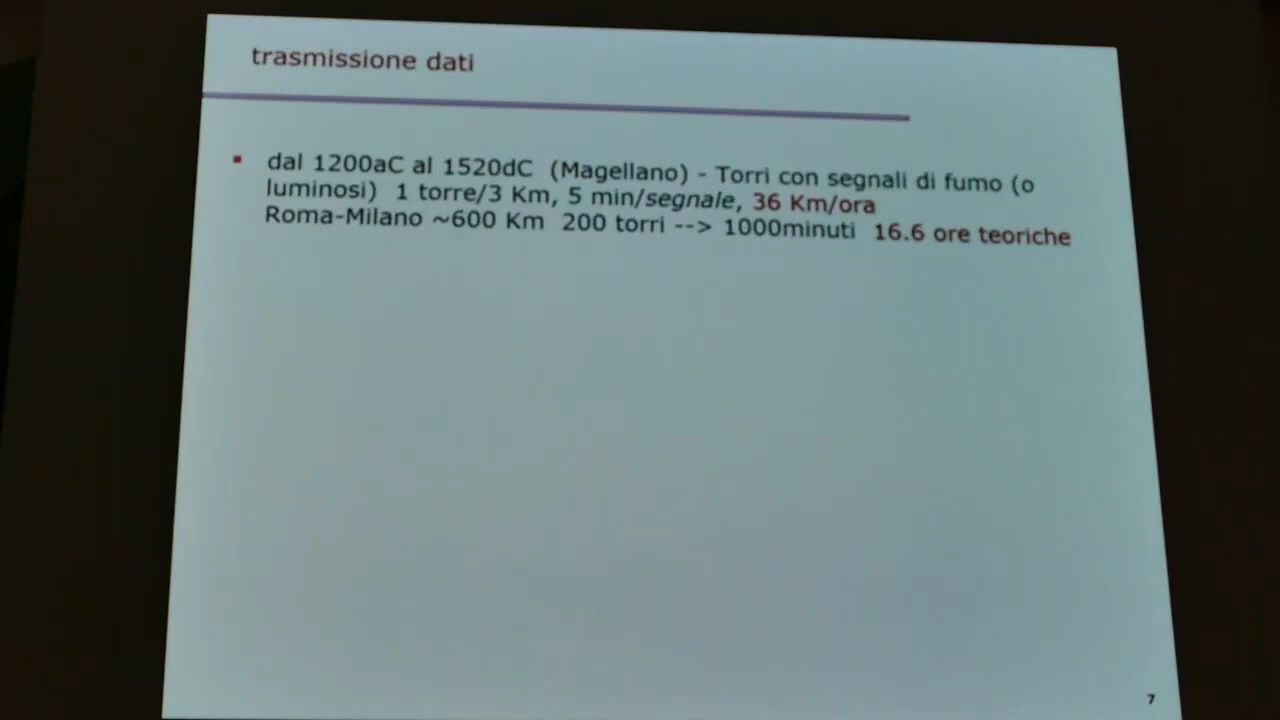 trasmissione dati
▪ dal 1200aC al 1520dC (Magellano) - Torri con segnali di fumo (o
luminosi) 1 torre/3 Km, 5 min/segnale, 36 Km/ora
Roma-Milano ~600 Km 200 torri --> 1000minuti 16.6 ore teoriche
7